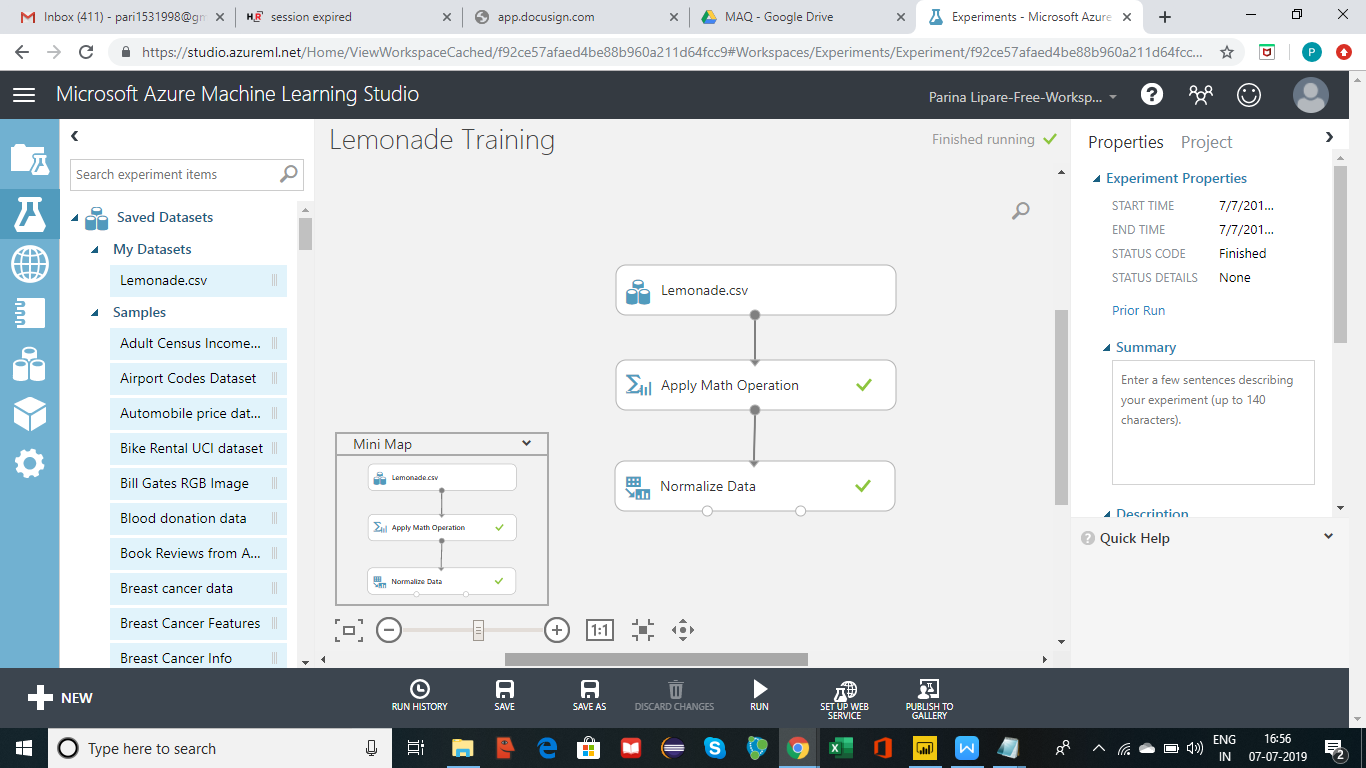 Inbox (411) - pari1531998@gm
session expired
app.docusign.com
MAQ - Google Drive
Experiments - Microsoft Azure
https://studio.azureml.net/Home/ViewWorkspaceCached/f92ce57afaed4be88b960a211d64fcc9#Workspaces/Experiments/Experiment/f92ce57afaed4be88b960a211d64fcc...
P
Microsoft Azure Machine Learning Studio
Parina Lipare-Free-Worksp...
Search experiment items
Saved Datasets
My Datasets
Lemonade.csv
Samples
Adult Census Income...
Airport Codes Dataset
Automobile price dat...
Bike Rental UCI dataset
Bill Gates RGB Image
Blood donation data
Book Reviews from A...
Breast cancer data
Breast Cancer Features
Breast Cancer Info
Lemonade Training
Finished running
Lemonade.csv
Apply Math Operation
Normalize Data
Mini Map
Lemonade.csv
Apply Math Operation
Normalize Data
1:1
Properties
Project
Experiment Properties
START TIME 7/7/201...
END TIME 7/7/201...
STATUS CODE Finished
STATUS DETAILS None
Prior Run
Summary
Enter a few sentences describing
your experiment (up to 140
characters).
Description
Quick Help
NEW
RUN HISTORY
SAVE
SAVE AS
DISCARD CHANGES
RUN
SET UP WEB
SERVICE
PUBLISH TO
GALLERY
Type here to search
ENG
IN
16:56
07-07-2019
2